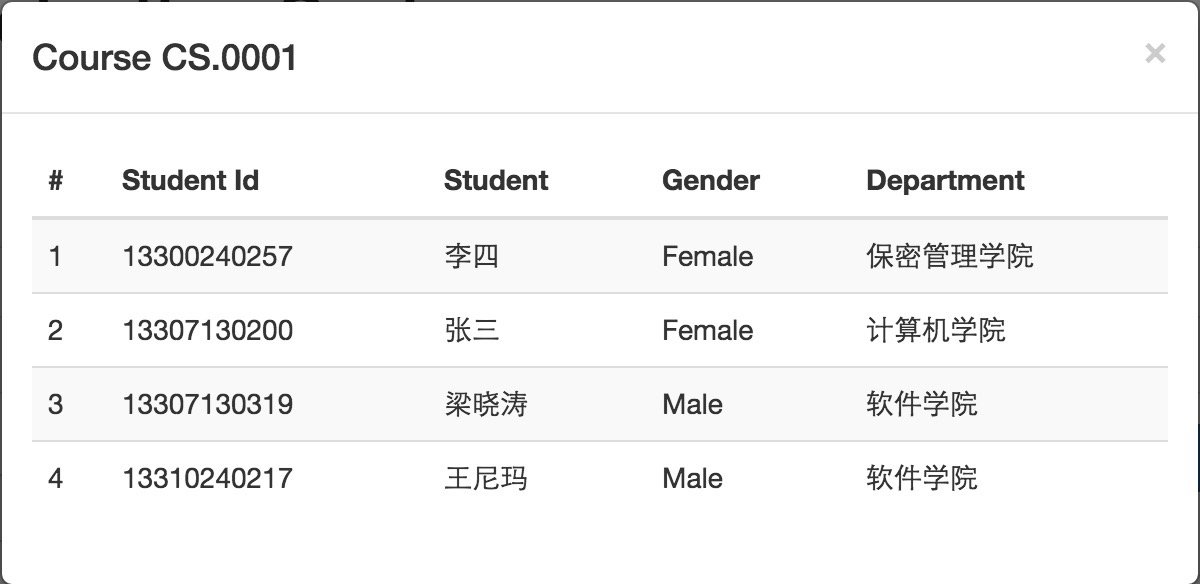 Course CS.0001 ×
# Student Id Student Gender Department
1 13300240257 李四 Female 保密管理学院
2 13307130200 张三 Female 计算机学院
3 13307130319 梁晓涛 Male 软件学院
4 13310240217 王尼玛 Male 软件学院